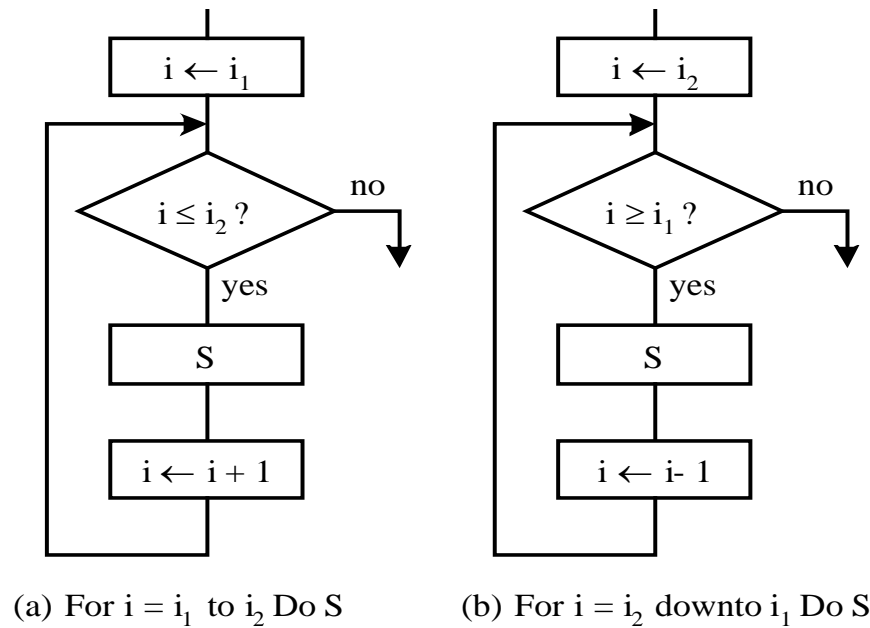 i ← i₁
i ≤ i₂ ?
no
yes
S
i ← i + 1
(a) For i = i₁ to i₂ Do S
i ← i₂
i ≥ i₁ ?
no
yes
S
i ← i- 1
(b) For i = i₂ downto i₁ Do S